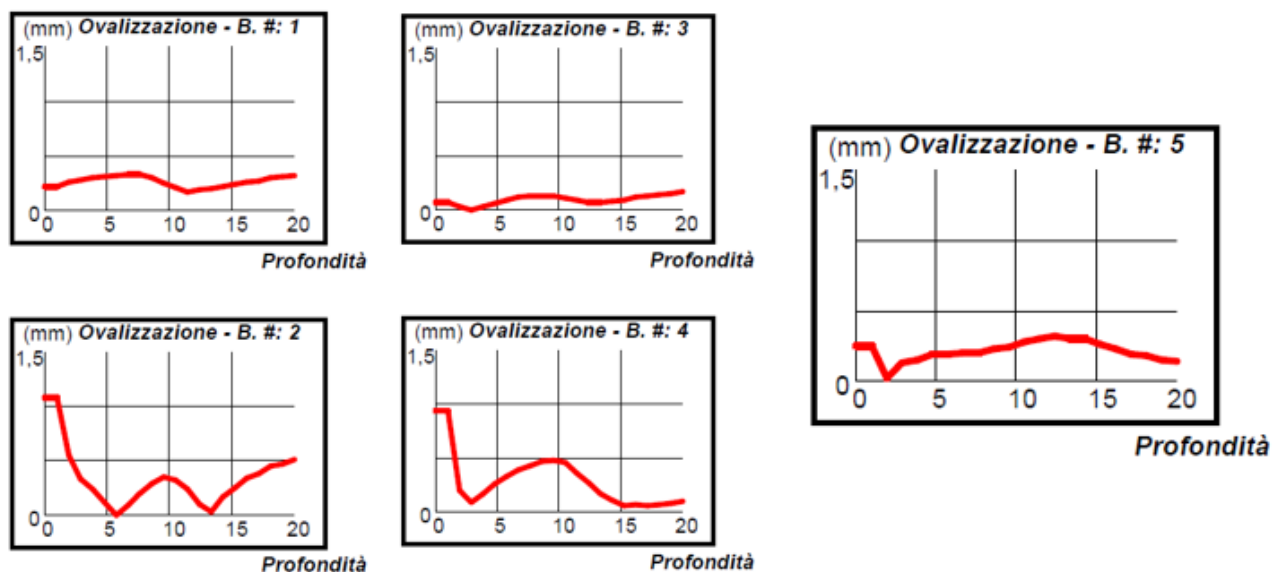 (mm) Ovalizzazione - B. #: 1
1,5
0
0 5 10 15 20
Profondità
(mm) Ovalizzazione - B. #: 3
1,5
0
0 5 10 15 20
Profondità
(mm) Ovalizzazione - B. #: 5
1,5
0
0 5 10 15 20
Profondità
(mm) Ovalizzazione - B. #: 2
1,5
0
0 5 10 15 20
Profondità
(mm) Ovalizzazione - B. #: 4
1,5
0
0 5 10 15 20
Profondità